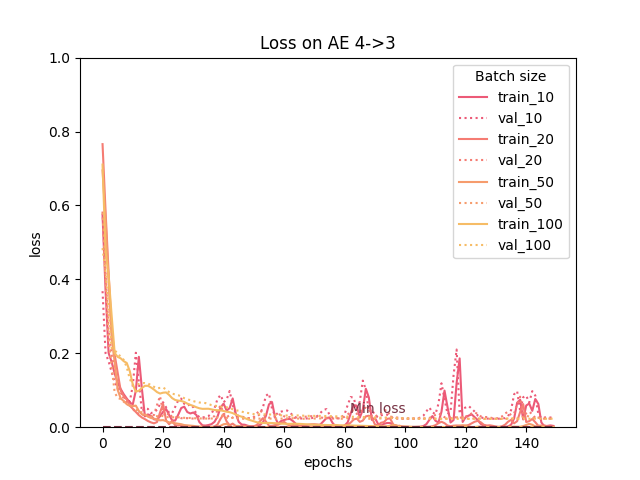 Loss on AE 4->3
1.0
0.8
0.6
0.4
0.2
0.0
loss
Batch size
train_10
val_10
train_20
val_20
train_50
val_50
train_100
val_100
Min loss
0 20 40 60 80 100 120 140
epochs